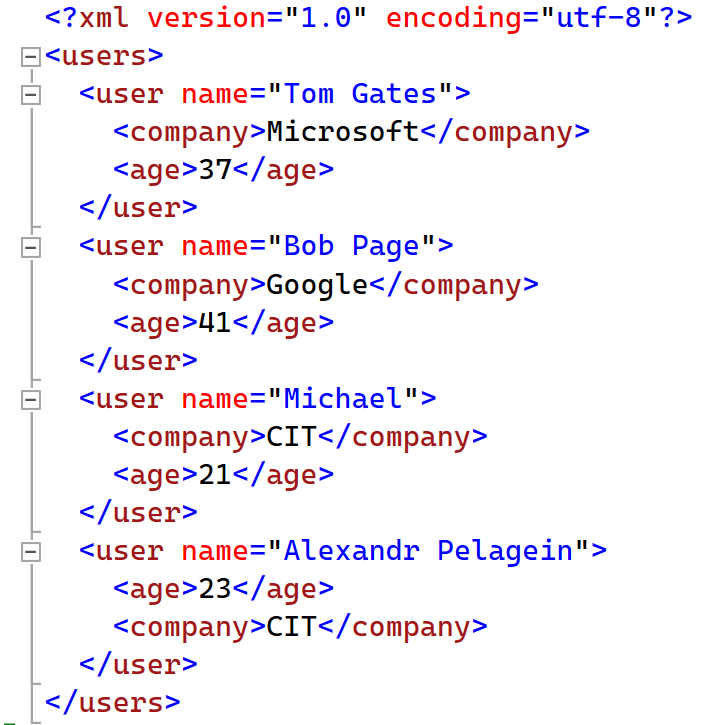 <?xml version="1.0" encoding="utf-8"?>
<users>
<user name="Tom Gates">
<company>Microsoft</company>
<age>37</age>
</user>
<user name="Bob Page">
<company>Google</company>
<age>41</age>
</user>
<user name="Michael">
<company>CIT</company>
<age>21</age>
</user>
<user name="Alexandr Pelagein">
<age>23</age>
<company>CIT</company>
</user>
</users>